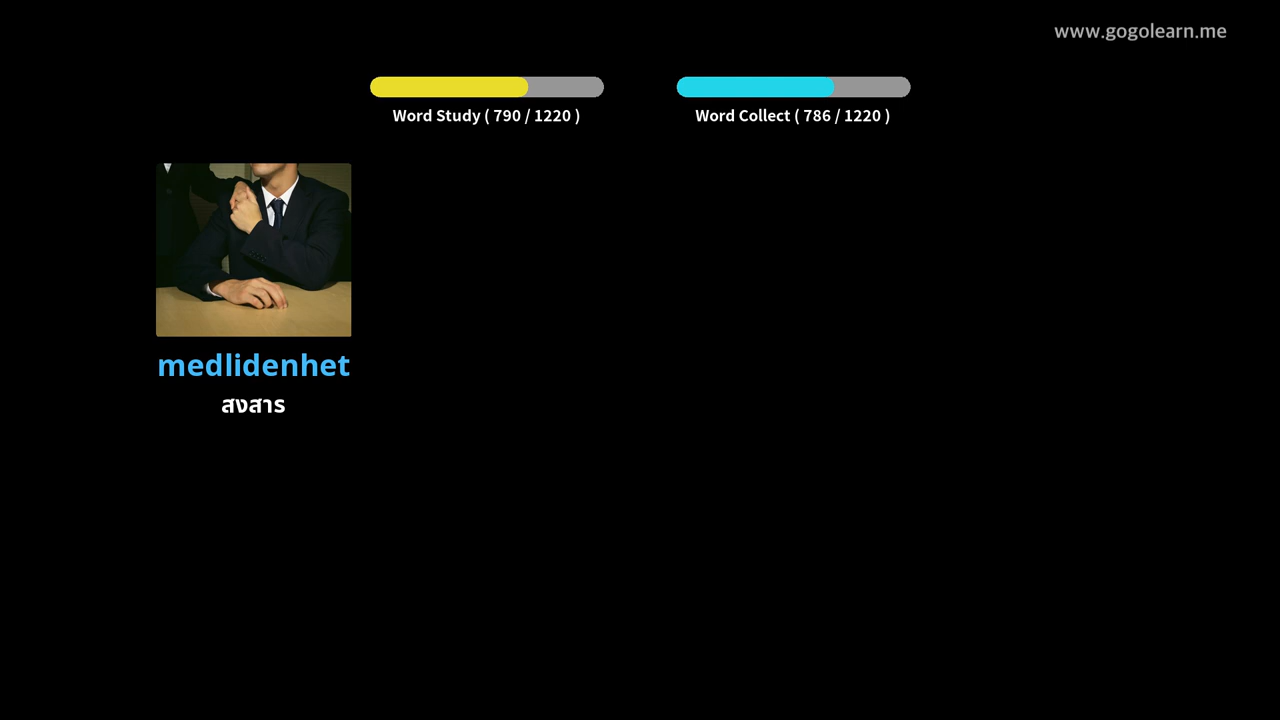 www.gogolearn.me
Word Study ( 790 / 1220 )
Word Collect ( 786 / 1220 )
medlidenhet
สงสาร